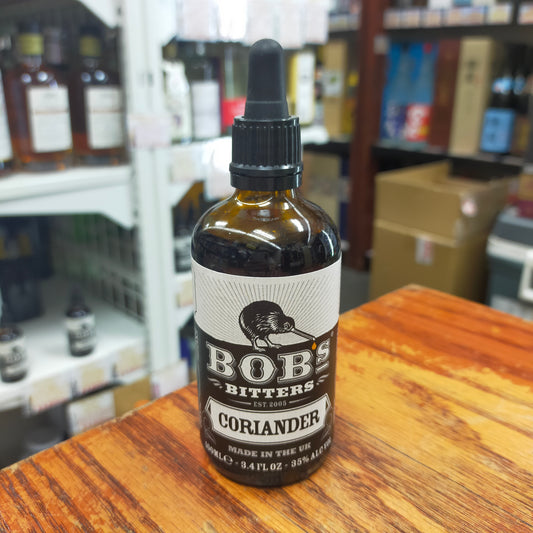 BOB'S
BITTERS
EST. 2005
CORIANDER
MADE IN THE UK
100ML℮ - 3.4 FL OZ - 35% ALC VOL